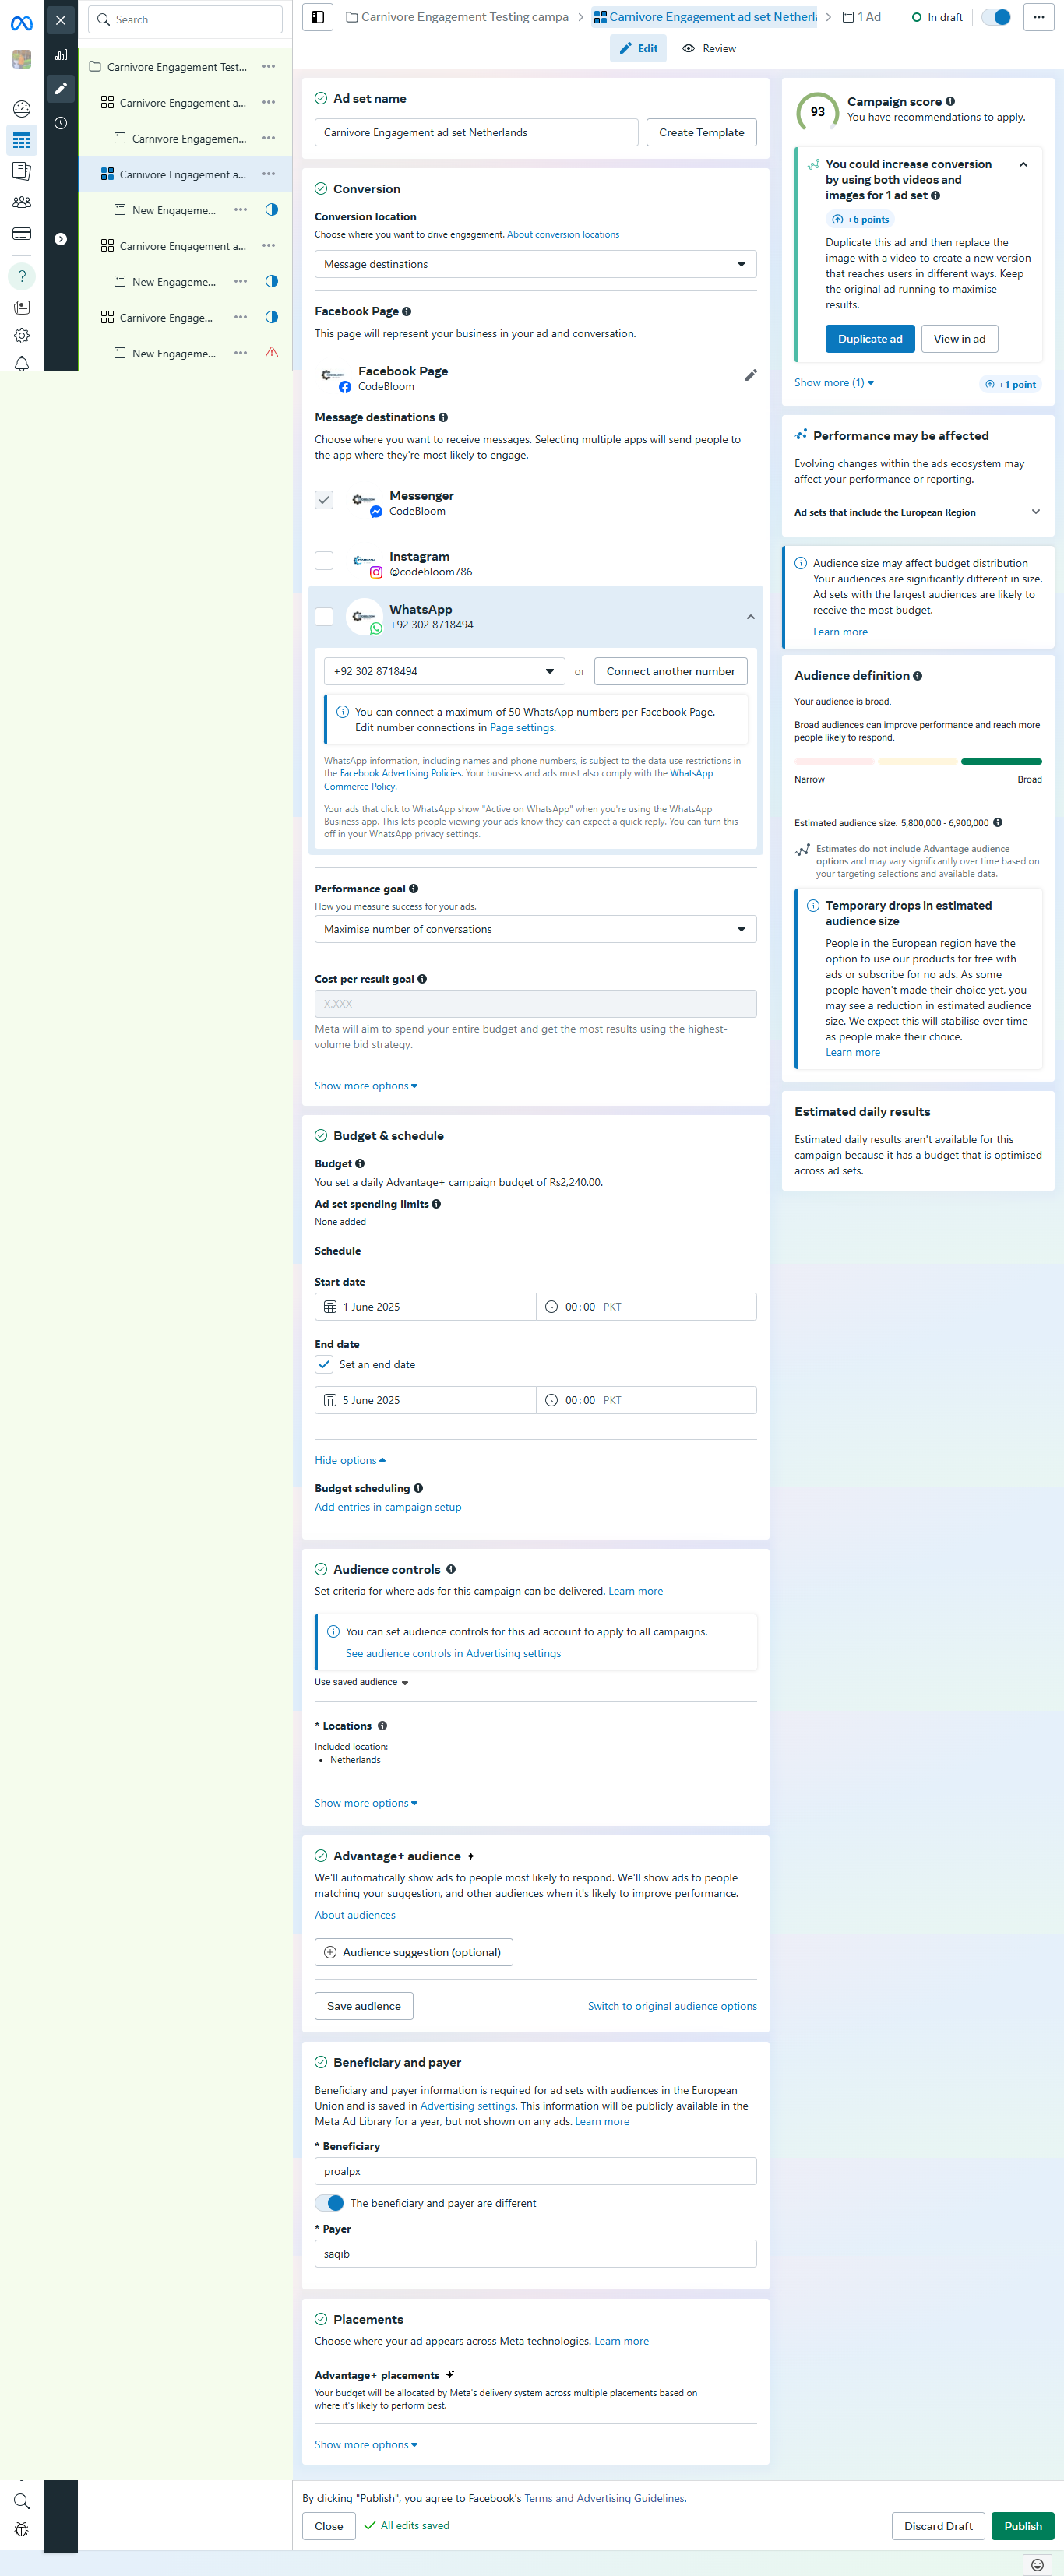 Search
Carnivore Engagement Test...
Carnivore Engagement a...
Carnivore Engagemen...
Carnivore Engagement a...
New Engageme...
Carnivore Engagement a...
New Engageme...
Carnivore Engage...
New Engageme...
Carnivore Engagement Testing campa
Carnivore Engagement ad set Netherla
1 Ad
In draft
Edit
Review
Ad set name
Carnivore Engagement ad set Netherlands
Create Template
Conversion
Conversion location
Choose where you want to drive engagement. About conversion locations
Message destinations
Facebook Page
This page will represent your business in your ad and conversation.
Facebook Page
CodeBloom
Message destinations
Choose where you want to receive messages. Selecting multiple apps will send people to
the app where they're most likely to engage.
Messenger
CodeBloom
Instagram
@codebloom786
WhatsApp
+92 302 8718494
+92 302 8718494
or
Connect another number
You can connect a maximum of 50 WhatsApp numbers per Facebook Page.
Edit number connections in Page settings.
WhatsApp information, including names and phone numbers, is subject to the data use restrictions in
the Facebook Advertising Policies. Your business and ads must also comply with the WhatsApp
Commerce Policy.
Your ads that click to WhatsApp show "Active on WhatsApp" when you're using the WhatsApp
Business app. This lets people viewing your ads know they can expect a quick reply. You can turn this
off in your WhatsApp privacy settings.
Performance goal
How you measure success for your ads.
Maximise number of conversations
Cost per result goal
X.XXX
Meta will aim to spend your entire budget and get the most results using the highest-
volume bid strategy.
Show more options
Budget & schedule
Budget
You set a daily Advantage+ campaign budget of Rs2,240.00.
Ad set spending limits
None added
Schedule
Start date
1 June 2025
00:00 PKT
End date
Set an end date
5 June 2025
00:00 PKT
Hide options
Budget scheduling
Add entries in campaign setup
Audience controls
Set criteria for where ads for this campaign can be delivered. Learn more
You can set audience controls for this ad account to apply to all campaigns.
See audience controls in Advertising settings
Use saved audience
* Locations
Included location:
• Netherlands
Show more options
Advantage+ audience
We'll automatically show ads to people most likely to respond. We'll show ads to people
matching your suggestion, and other audiences when it's likely to improve performance.
About audiences
Audience suggestion (optional)
Save audience
Switch to original audience options
Beneficiary and payer
Beneficiary and payer information is required for ad sets with audiences in the European
Union and is saved in Advertising settings. This information will be publicly available in the
Meta Ad Library for a year, but not shown on any ads. Learn more
* Beneficiary
proalpx
The beneficiary and payer are different
* Payer
saqib
Placements
Choose where your ad appears across Meta technologies. Learn more
Advantage+ placements
Your budget will be allocated by Meta's delivery system across multiple placements based on
where it's likely to perform best.
Show more options
93
Campaign score
You have recommendations to apply.
You could increase conversion
by using both videos and
images for 1 ad set
+6 points
Duplicate this ad and then replace the
image with a video to create a new version
that reaches users in different ways. Keep
the original ad running to maximise
results.
Duplicate ad
View in ad
Show more (1)
+1 point
Performance may be affected
Evolving changes within the ads ecosystem may
affect your performance or reporting.
Ad sets that include the European Region
Audience size may affect budget distribution
Your audiences are significantly different in size.
Ad sets with the largest audiences are likely to
receive the most budget.
Learn more
Audience definition
Your audience is broad.
Broad audiences can improve performance and reach more
people likely to respond.
Narrow
Broad
Estimated audience size: 5,800,000 - 6,900,000
Estimates do not include Advantage audience
options and may vary significantly over time based on
your targeting selections and available data.
Temporary drops in estimated
audience size
People in the European region have the
option to use our products for free with
ads or subscribe for no ads. As some
people haven't made their choice yet, you
may see a reduction in estimated audience
size. We expect this will stabilise over time
as people make their choice.
Learn more
Estimated daily results
Estimated daily results aren't available for this
campaign because it has a budget that is optimised
across ad sets.
By clicking "Publish", you agree to Facebook's Terms and Advertising Guidelines.
Close
All edits saved
Discard Draft
Publish